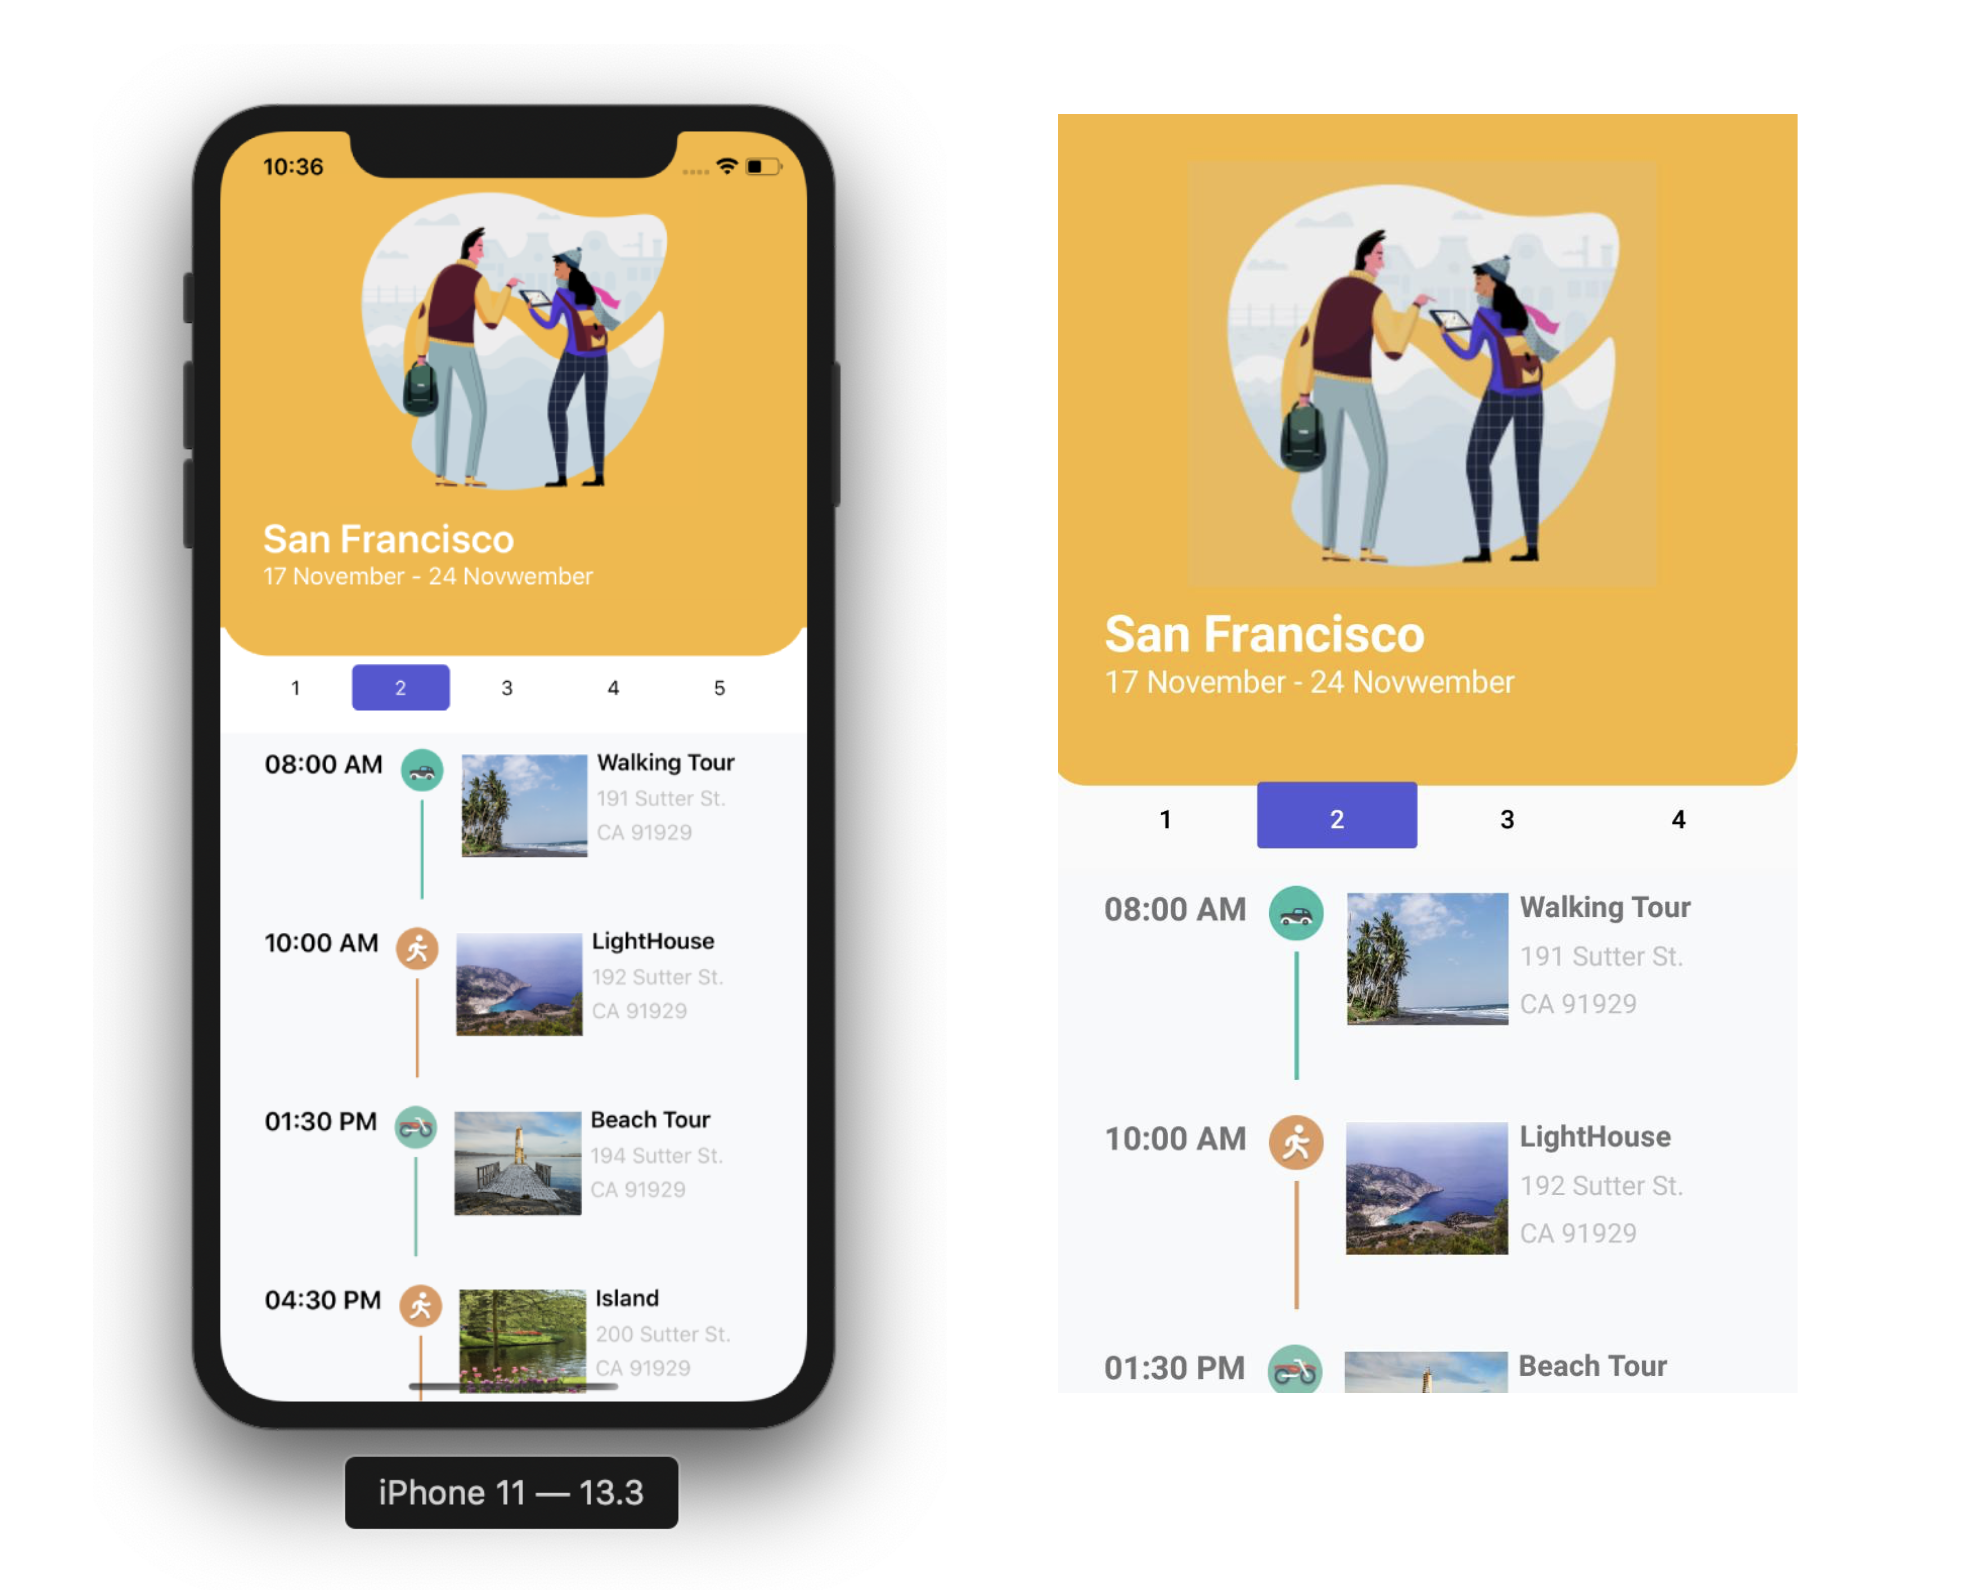 10:36
San Francisco
17 November - 24 Novwember
1 2 3 4 5
08:00 AM
Walking Tour
191 Sutter St.
CA 91929
10:00 AM
LightHouse
192 Sutter St.
CA 91929
01:30 PM
Beach Tour
194 Sutter St.
CA 91929
04:30 PM
Island
200 Sutter St.
CA 91929
iPhone 11 — 13.3
San Francisco
17 November - 24 Novwember
1 2 3 4
08:00 AM
Walking Tour
191 Sutter St.
CA 91929
10:00 AM
LightHouse
192 Sutter St.
CA 91929
01:30 PM
Beach Tour